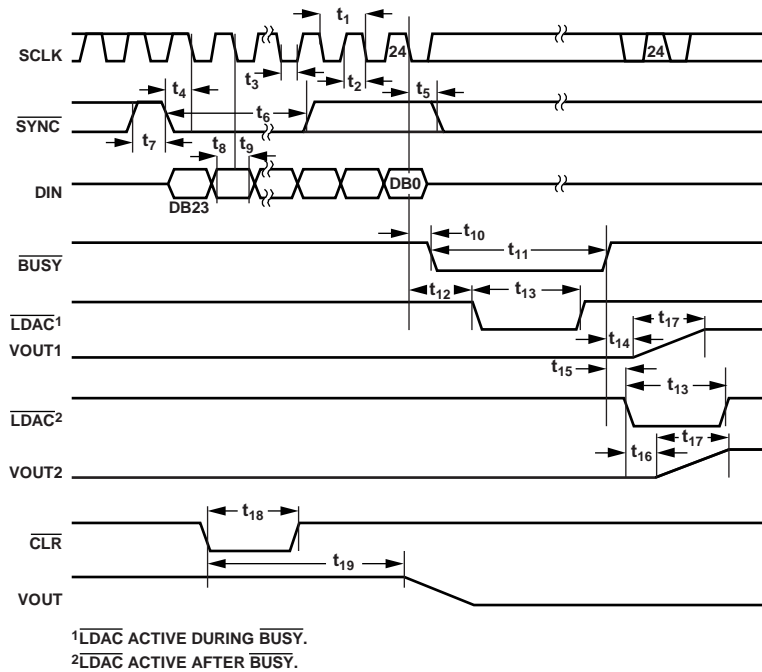 t1
SCLK
24
24
t3
t2
t4
t5
t6
SYNC
t7
t8
t9
DIN
DB23
DB0
t10
t11
BUSY
t12
t13
LDAC1
t17
t14
VOUT1
t15
t13
LDAC2
t17
t16
VOUT2
t18
CLR
t19
VOUT
1LDAC ACTIVE DURING BUSY.
2LDAC ACTIVE AFTER BUSY.